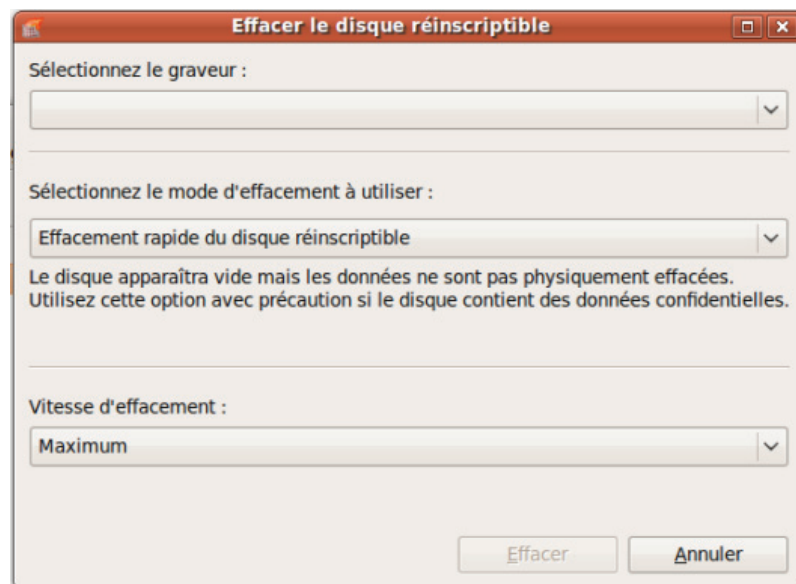 Effacer le disque réinscriptible
Sélectionnez le graveur :
Sélectionnez le mode d'effacement à utiliser :
Effacement rapide du disque réinscriptible
Le disque apparaîtra vide mais les données ne sont pas physiquement effacées.
Utilisez cette option avec précaution si le disque contient des données confidentielles.
Vitesse d'effacement :
Maximum
Effacer
Annuler